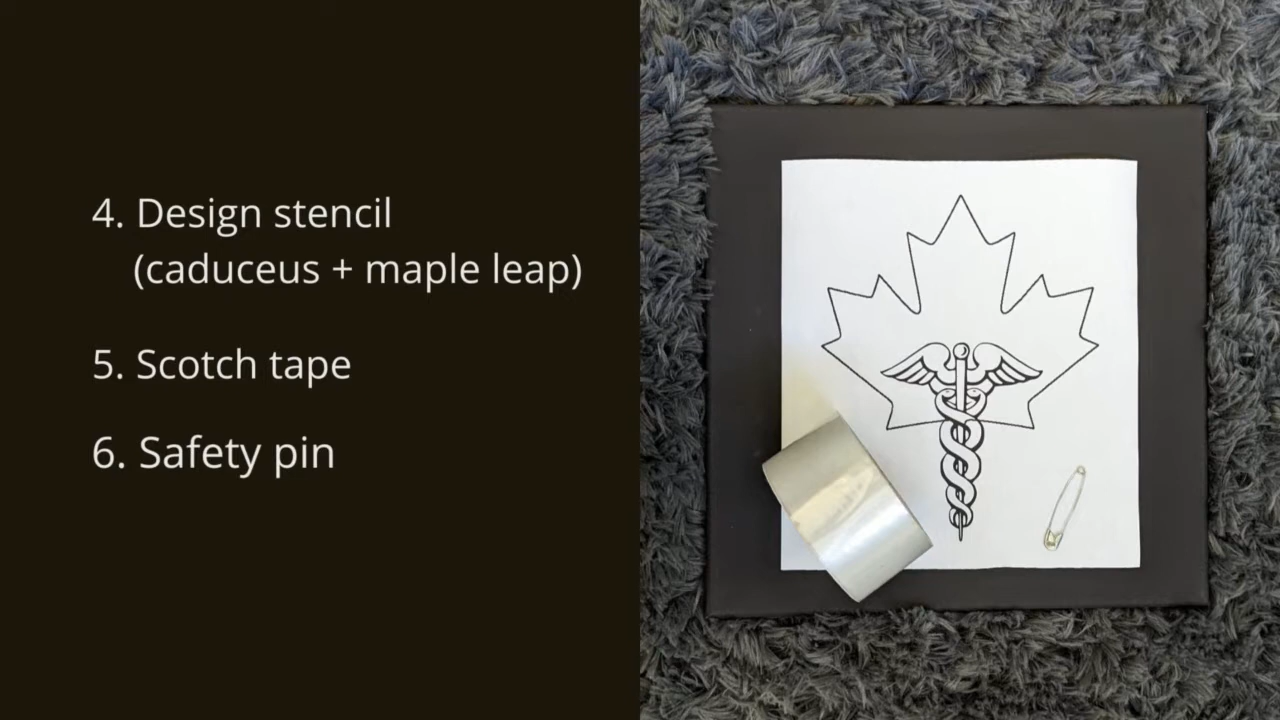 4. Design stencil
(caduceus + maple leap)
5. Scotch tape
6. Safety pin